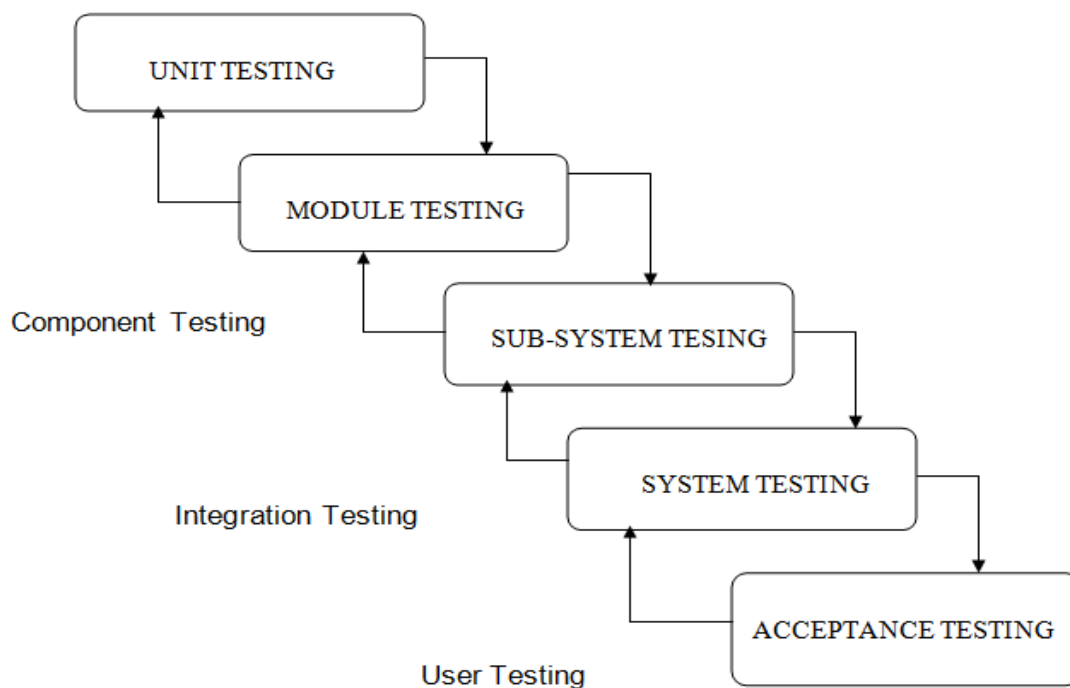 UNIT TESTING
MODULE TESTING
Component Testing
SUB-SYSTEM TESING
SYSTEM TESTING
Integration Testing
ACCEPTANCE TESTING
User Testing